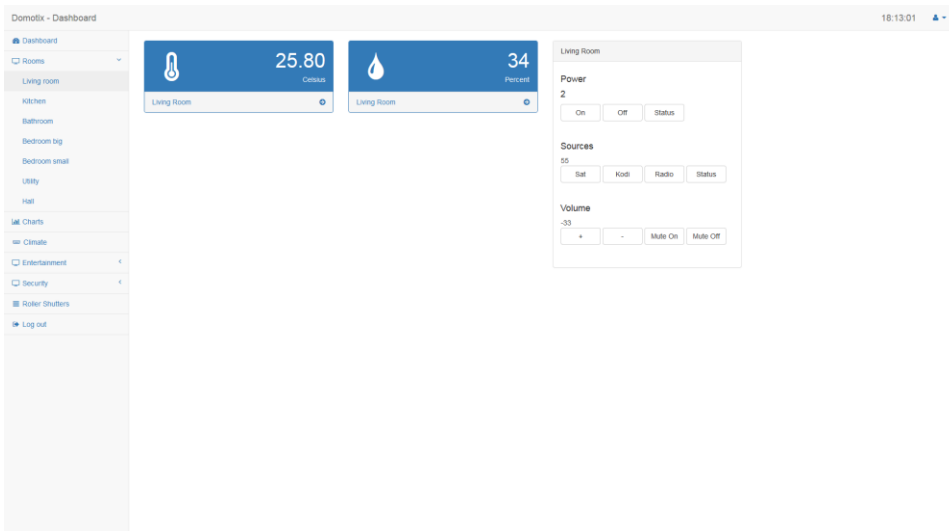 Domotix - Dashboard
18:13:01
Dashboard
Rooms
Living room
Kitchen
Bathroom
Bedroom big
Bedroom small
Utility
Hall
Charts
Climate
Entertainment
Security
Roller Shutters
Log out
25.80
Celsius
Living Room
34
Percent
Living Room
Living Room
Power
2
On Off Status
Sources
55
Sat Kodi Radio Status
Volume
-33
+ - Mute On Mute Off